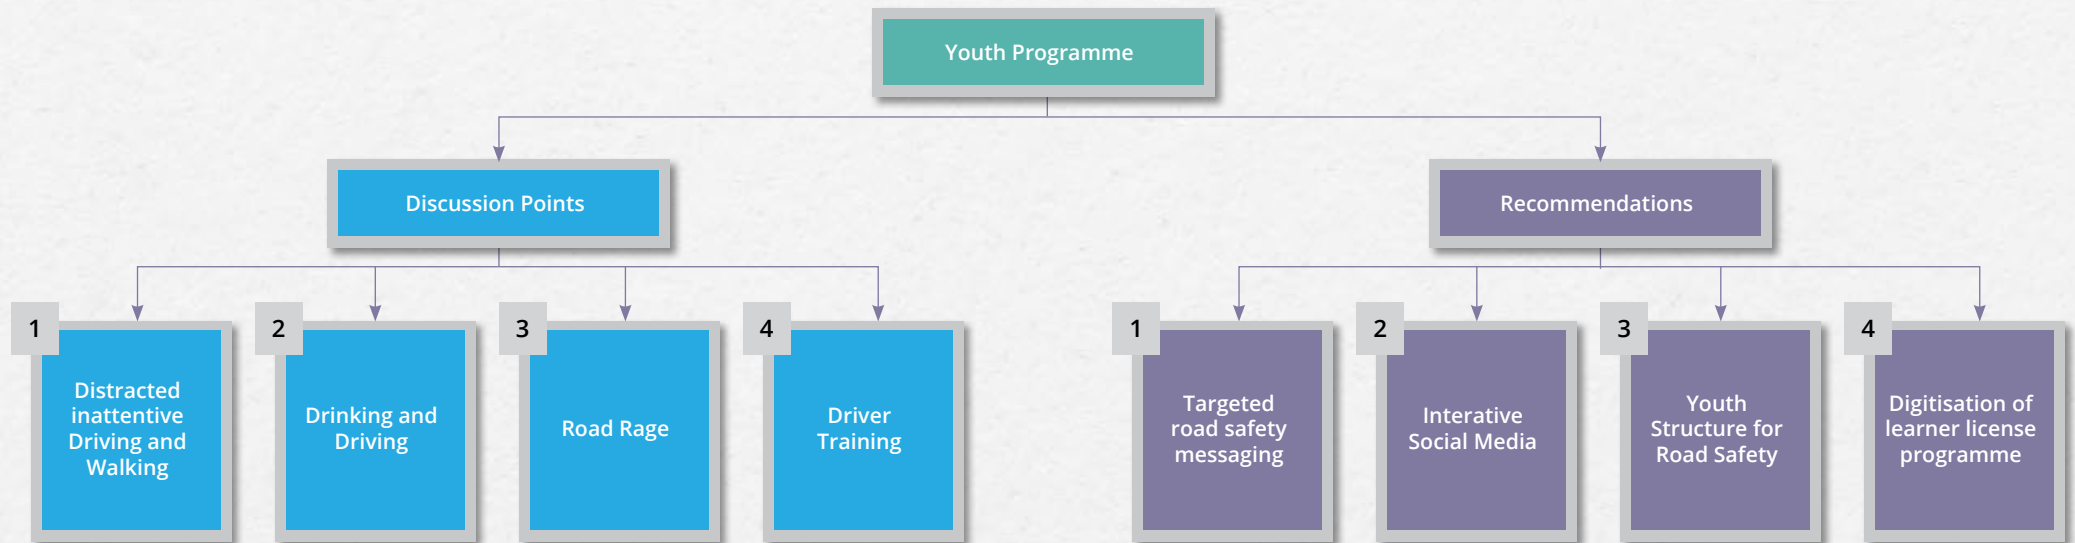 Youth Programme
Discussion Points
Recommendations
1
Distracted
inattentive
Driving and
Walking
2
Drinking and
Driving
3
Road Rage
4
Driver
Training
1
Targeted
road safety
messaging
2
Interative
Social Media
3
Youth
Structure for
Road Safety
4
Digitisation of
learner license
programme